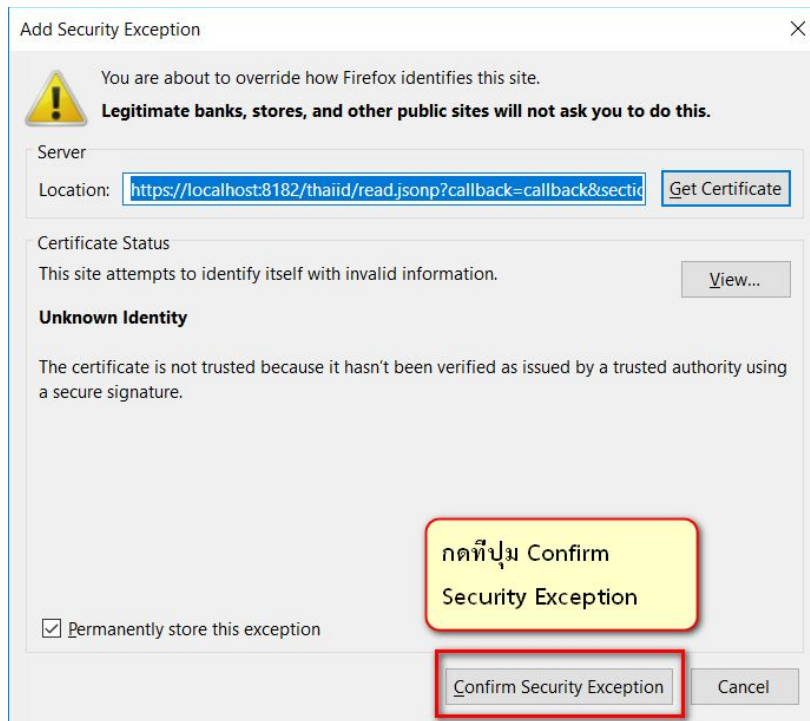 Add Security Exception
You are about to override how Firefox identifies this site.
Legitimate banks, stores, and other public sites will not ask you to do this.
Server
Location: https://localhost:8182/thaiid/read.jsonp?callback=callback&sectic Get Certificate
Certificate Status
This site attempts to identify itself with invalid information. View...
Unknown Identity
The certificate is not trusted because it hasn't been verified as issued by a trusted authority using
a secure signature.
กดที่ปุ่ม Confirm
Security Exception
Permanently store this exception
Confirm Security Exception Cancel